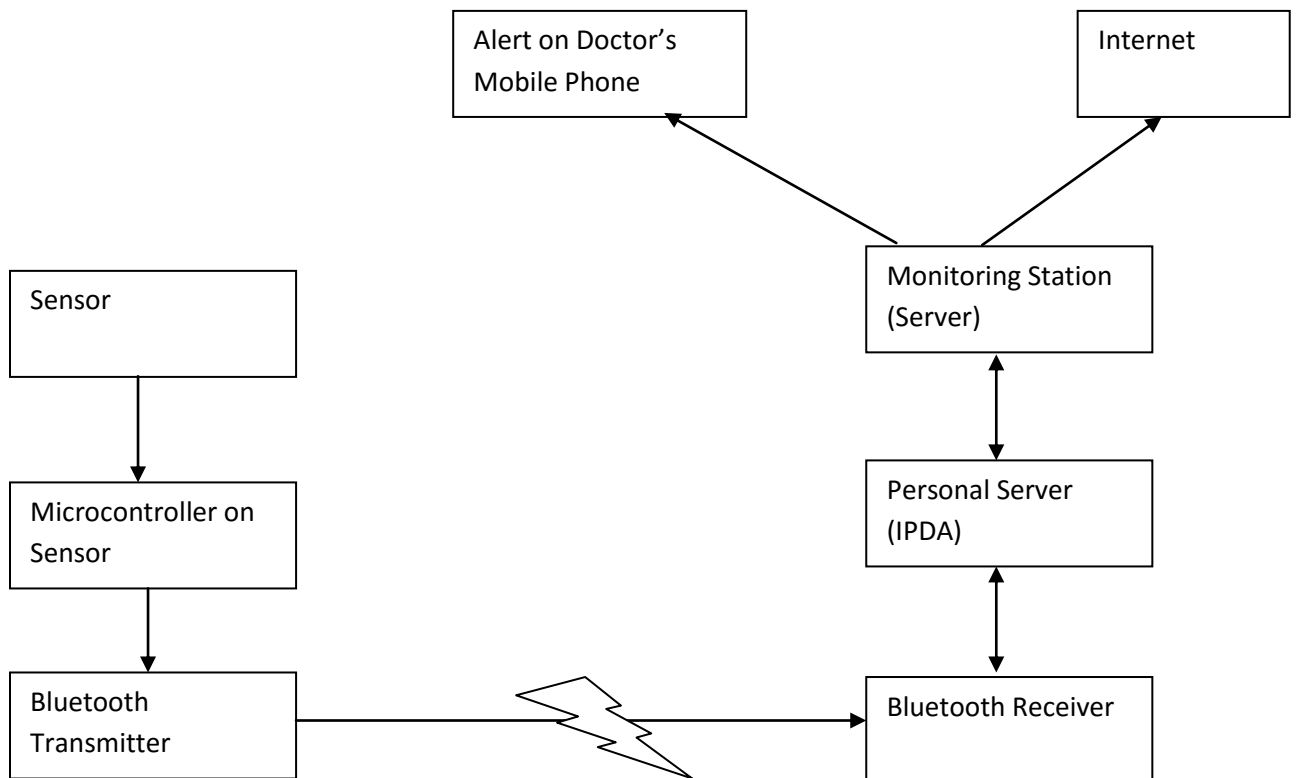 Alert on Doctor’s
Mobile Phone
Internet
Monitoring Station
(Server)
Sensor
Personal Server
(IPDA)
Microcontroller on
Sensor
Bluetooth
Transmitter
Bluetooth Receiver